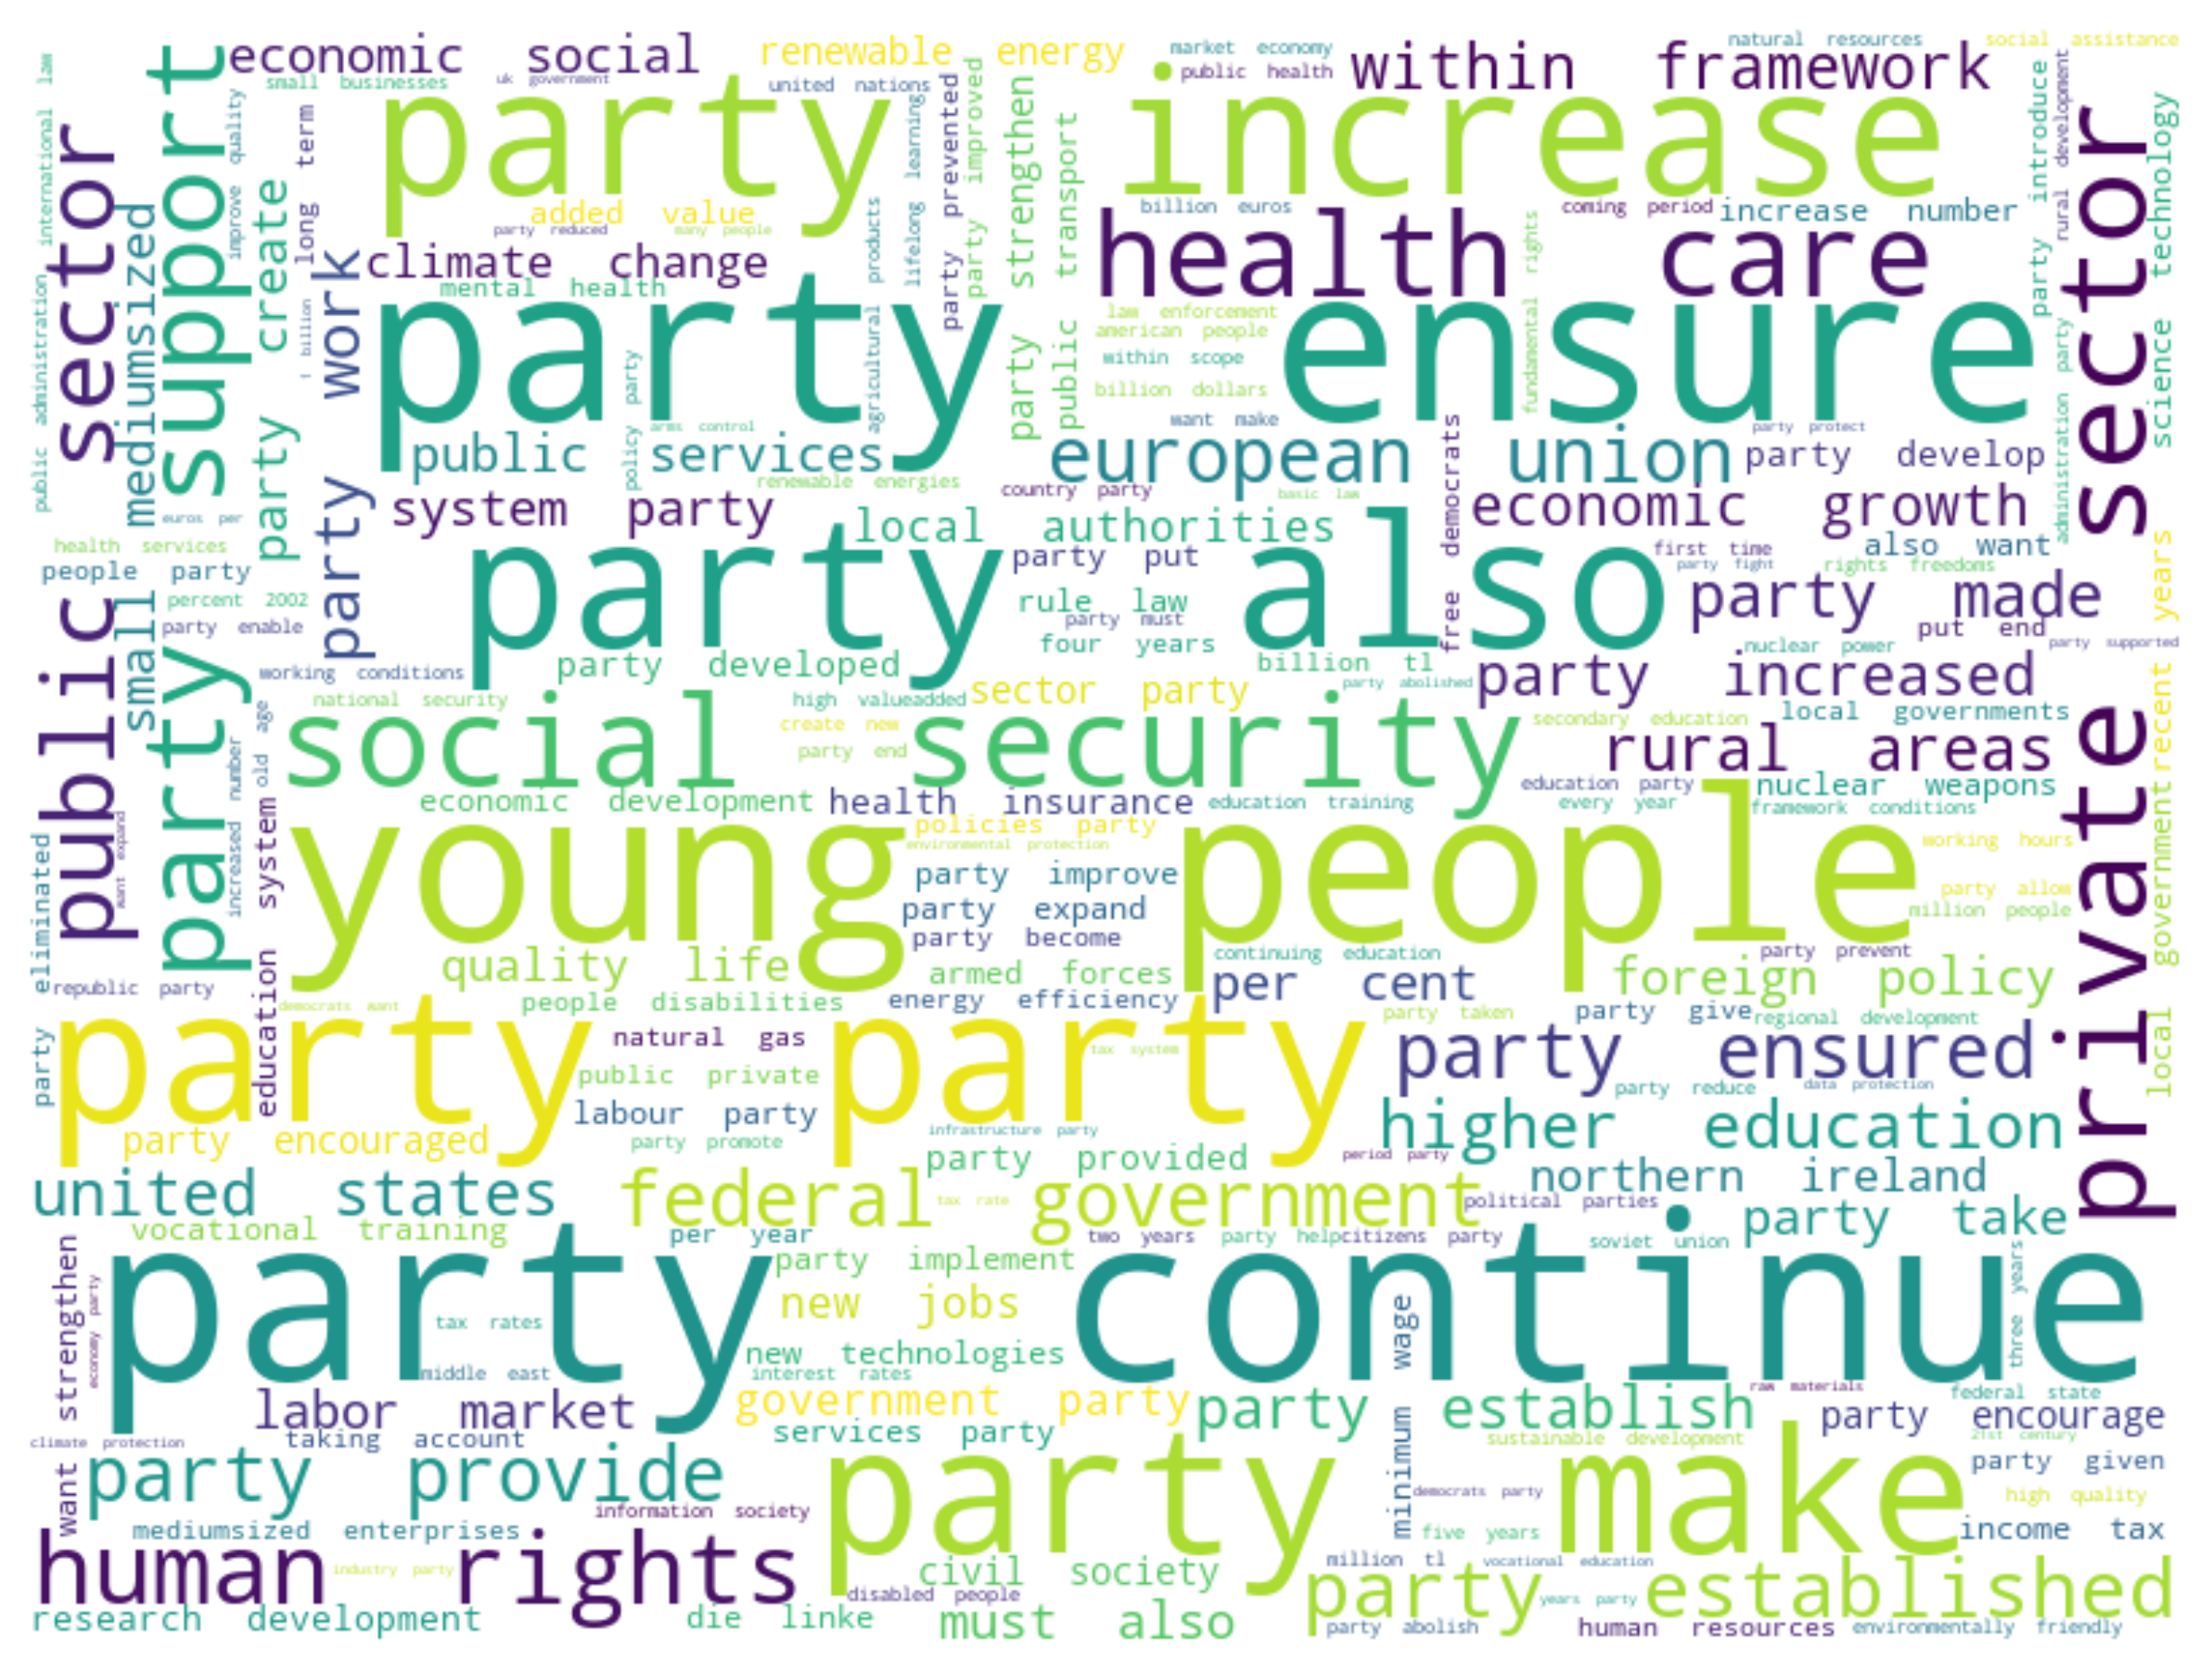 economic social
renewable energy
market economy
natural resources
social assistance
small businesses
uk government
united nations
public health
within framework
party increase
added value
party reduced
many people
billion euros
coming period
increase number
climate change
health care
mental health
party ensure
law enforcement
american people
within scope
billion dollars
want make
arms control
party protect
public services
european union
party develop
renewable energies
country party
basic law
system party
economic growth
euros per
local authorities
party also
health services
people party
party put
first time
also want
party fight
rights freedoms
percent 2002
rule law
party made
party enable
party must
four years
put end
nuclear power
party supported
working conditions
party developed
billion tl
party increased
party abolished
national security
high valueadded
sector party
social security
create new
secondary education
local governments
party end
rural areas
economic development
health insurance
education training
education party
nuclear weapons
every year
framework conditions
young people
policies party
environmental protection
working hours
party improve
party allow
party expand
million people
party become
party prevent
continuing education
quality life
armed forces
per cent
foreign policy
republic party
democrats want
people disabilities
energy efficiency
party taken
party give
regional development
party party
natural gas
tax system
party ensured
public private
party reduce
data protection
labour party
infrastructure party
higher education
party encouraged
party promote
party provided
period party
united states
federal government
tax rate
northern ireland
political parties
vocational training
per year
two years
party help
citizens party
soviet union
party take
party continue
party implement
new jobs
tax rates
new technologies
middle east
interest rates
labor market
government party
party establish
raw materials
federal state
party encourage
climate protection
taking account
services party
sustainable development
21st century
party provide
party make
party given
information society
democrats party
high quality
mediumsized enterprises
five years
income tax
human rights
industry party
civil society
million tl
vocational education
disabled people
party established
years party
research development
die linke
must also
party abolish
human resources
environmentally friendly
international law
public administration
public sector
small mediumsized
party support
improve quality
party create
long term
1 billion
party work
policy party
agricultural products
lifelong learning
party prevented
party improved
party strengthen
public transport
fundamental rights
free democrats
party introduce
rural development
administration party
private sector
science technology
recent years
local government
party eliminated
want expand
increased number
old age
education system
want strengthen
economy party
minimum wage
three years